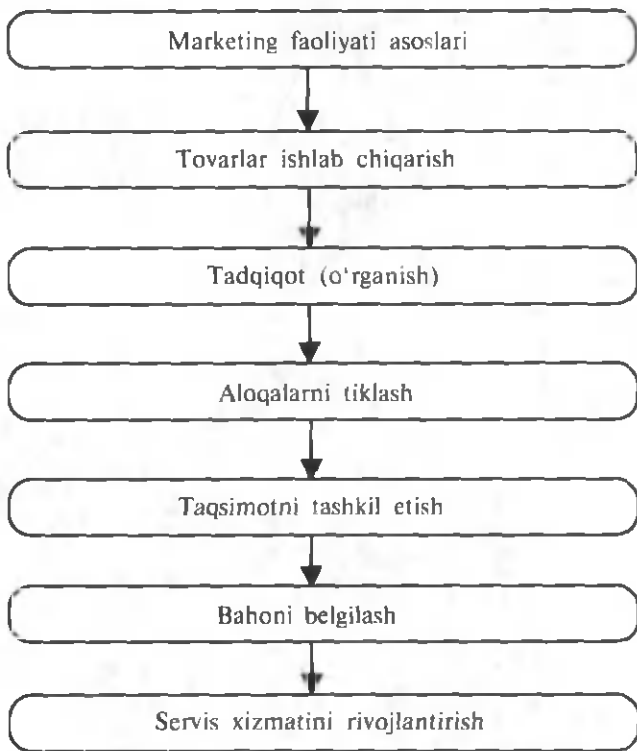 Marketing faoliyati asoslari
Tovarlar ishlab chiqarish
Tadqiqot (o‘rganish)
Aloqalarni tiklash
Taqsimotni tashkil etish
Bahoni belgilash
Servis xizmatini rivojlantirish